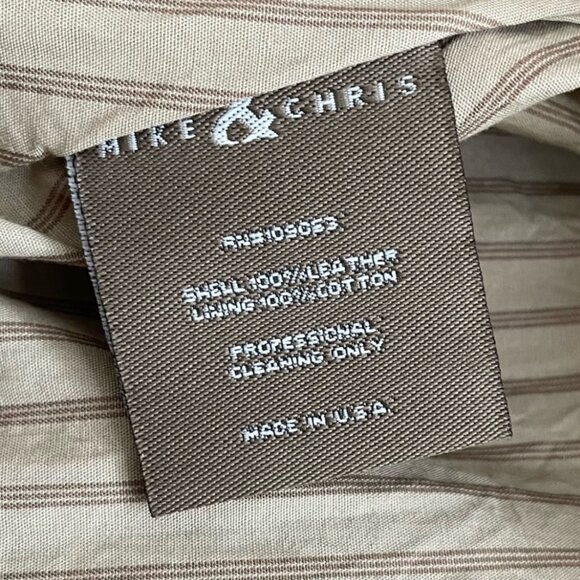 MIKE & CHRIS
RN#109053
SHELL 100%LEATHER
LINING 100%COTTON
PROFESSIONAL
CLEANING ONLY
MADE IN U.S.A.